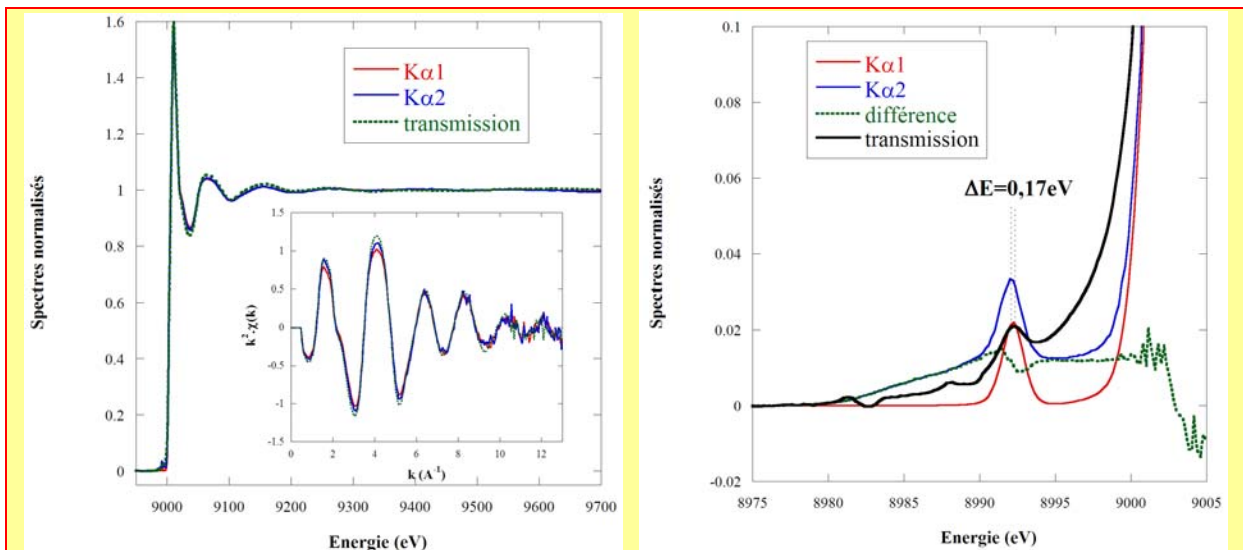 1.6
1.4
1.2
1
0.8
0.6
0.4
0.2
0
Spectres normalisés
Kα1
Kα2
transmission
1.5
1
0.5
0
-0.5
-1
-1.5
k²·χ(k)
0 2 4 6 8 10 12
k (A⁻¹)
9000 9100 9200 9300 9400 9500 9600 9700
Energie (eV)
0.1
0.08
0.06
0.04
0.02
0
-0.02
Spectres normalisés
Kα1
Kα2
différence
transmission
ΔE=0,17eV
8975 8980 8985 8990 8995 9000 9005
Energie (eV)